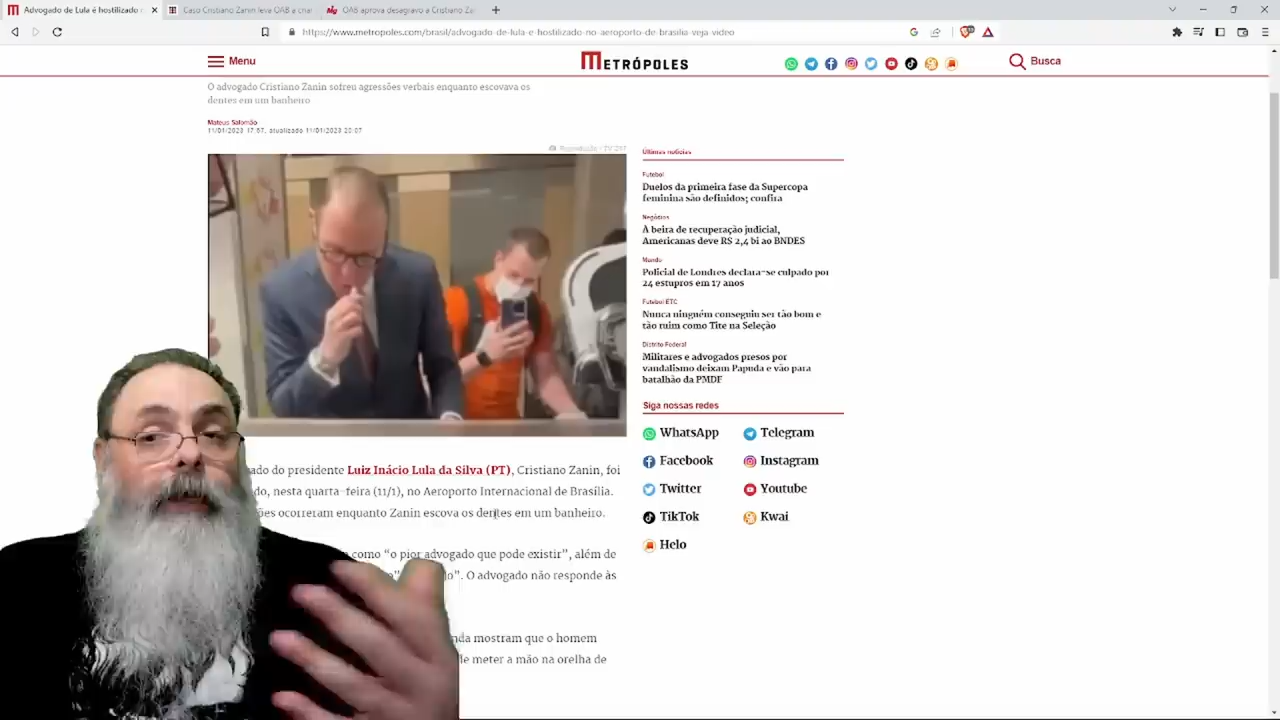 Advogado de Lula é hostilizado
Caso Cristiano Zanin leva OAB a
OAB aprova desagravo a Cristiano Za
https://www.metropoles.com/brasil/advogado-de-lula-e-hostilizado-no-aeroporto-de-brasilia-veja-video
Menu
METRÓPOLES
Busca
O advogado Cristiano Zanin sofreu agressões verbais enquanto escovava os
dentes em um banheiro
Mateus Salomão
11/01/2023 17:57, atualizado 11/01/2023
Últimas notícias
Futebol
Duelos da primeira fase da Supercopa
feminina são definidos; confira
Negócios
À beira de recuperação judicial,
Americanas deve R$ 2,4 bi ao BNDES
Mundo
Policial de Londres declara-se culpado por
24 estupros em 17 anos
Futebol ETC
Nunca ninguém conseguiu ser tão bom e
tão ruim como Tite na Seleção
Distrito Federal
Militares e advogados presos por
vandalismo deixam Papuda e vão para
batalhão da PMDF
Siga nossas redes
WhatsApp
Telegram
Facebook
Instagram
Twitter
Youtube
TikTok
Kwai
Helo
ado do presidente Luiz Inácio Lula da Silva (PT), Cristiano Zanin, foi
do, nesta quarta-feira (11/1), no Aeroporto Internacional de Brasília.
ões ocorreram enquanto Zanin escova os dentes em um banheiro.
como “o pior advogado que pode existir”, além de
O advogado não responde às
nda mostram que o homem
de meter a mão na orelha de